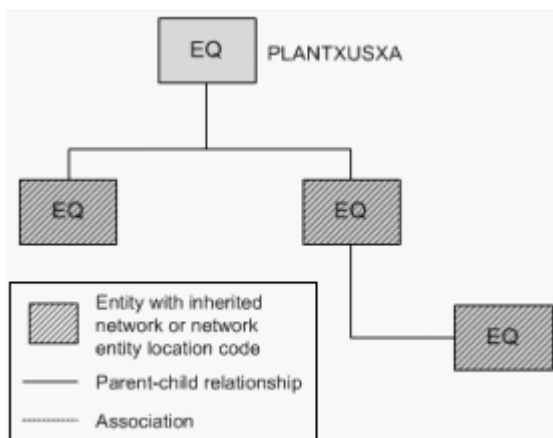 EQ
PLANTXUSXA
EQ
EQ
EQ
Entity with inherited
network or network
entity location code
Parent-child relationship
Association